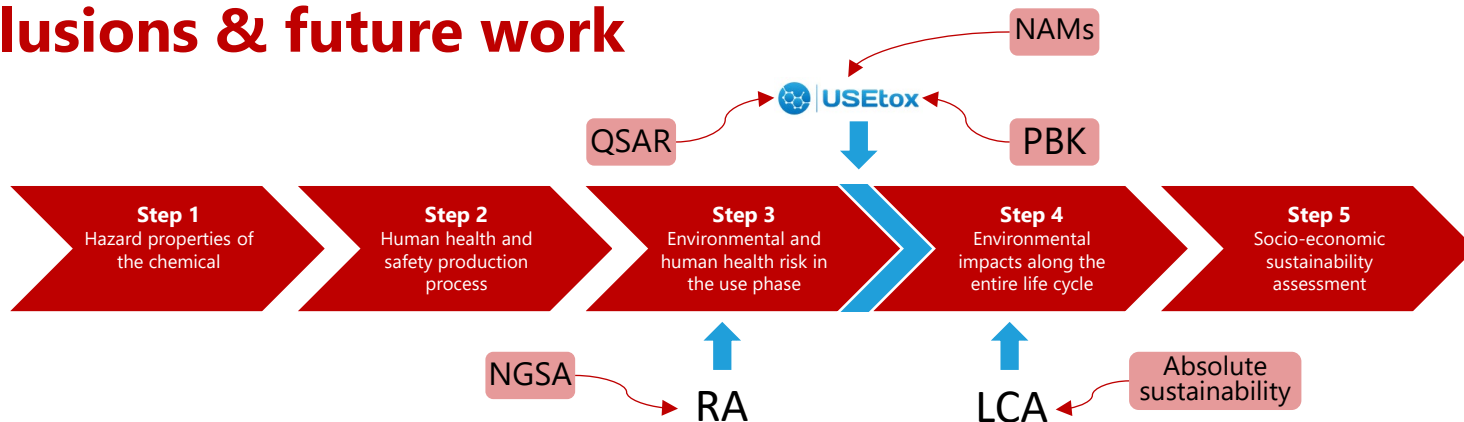 lusions & future work
NAMs
USEtox
QSAR
PBK
Step 1
Hazard properties of
the chemical
Step 2
Human health and
safety production
process
Step 3
Environmental and
human health risk in
the use phase
Step 4
Environmental
impacts along the
entire life cycle
Step 5
Socio-economic
sustainability
assessment
NGSA
RA
LCA
Absolute
sustainability